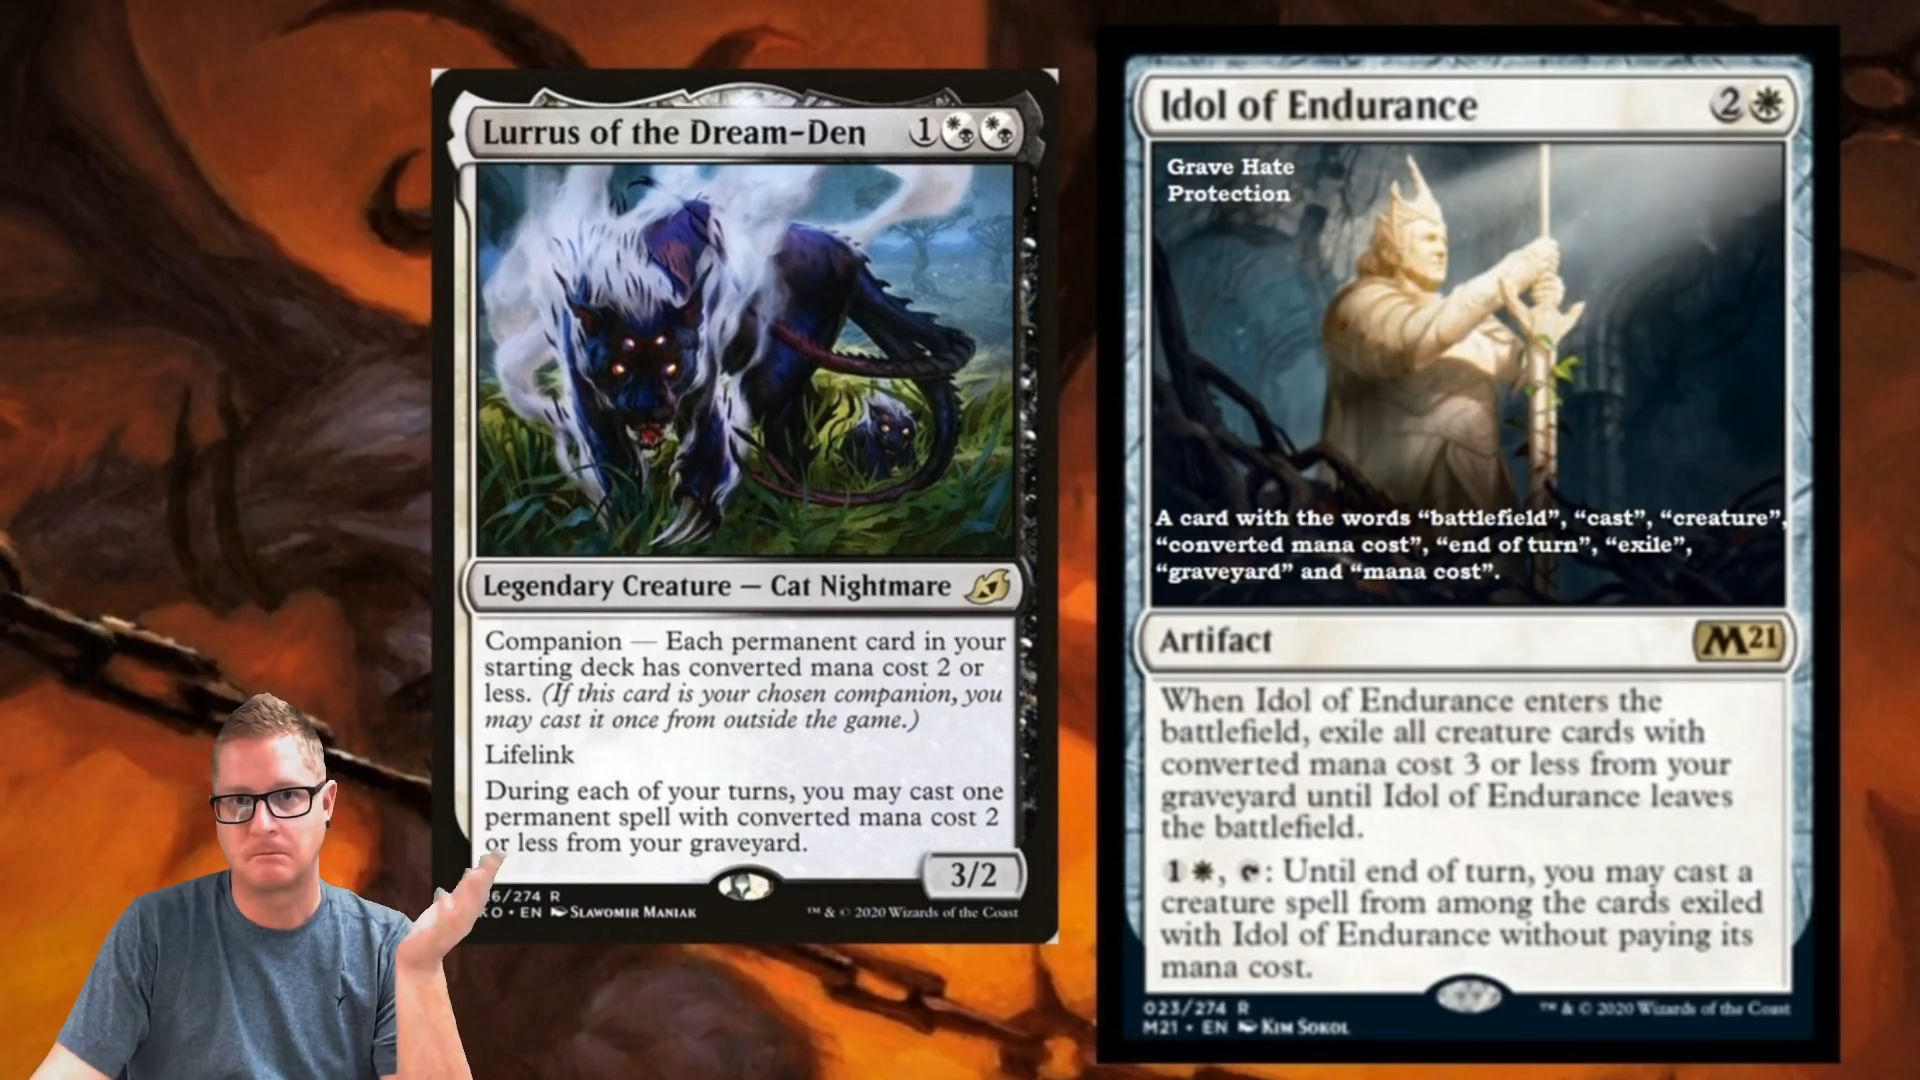 Lurrus of the Dream-Den 1
Legendary Creature — Cat Nightmare
Companion — Each permanent card in your
starting deck has converted mana cost 2 or
less. (If this card is your chosen companion, you
may cast it once from outside the game.)
Lifelink
During each of your turns, you may cast one
permanent spell with converted mana cost 2
or less from your graveyard.
3/2
6/274 R
KO • EN SLAWOMIR MANIAK
™ & © 2020 Wizards of the Coast
Idol of Endurance 2
Grave Hate
Protection
A card with the words “battlefield”, “cast”, “creature”,
“converted mana cost”, “end of turn”, “exile”,
“graveyard” and “mana cost”.
Artifact M21
When Idol of Endurance enters the
battlefield, exile all creature cards with
converted mana cost 3 or less from your
graveyard until Idol of Endurance leaves
the battlefield.
1 , : Until end of turn, you may cast a
creature spell from among the cards exiled
with Idol of Endurance without paying its
mana cost.
023/274 R
M21 • EN KIM SOKOL
™ & © 2020 Wizards of the Coast